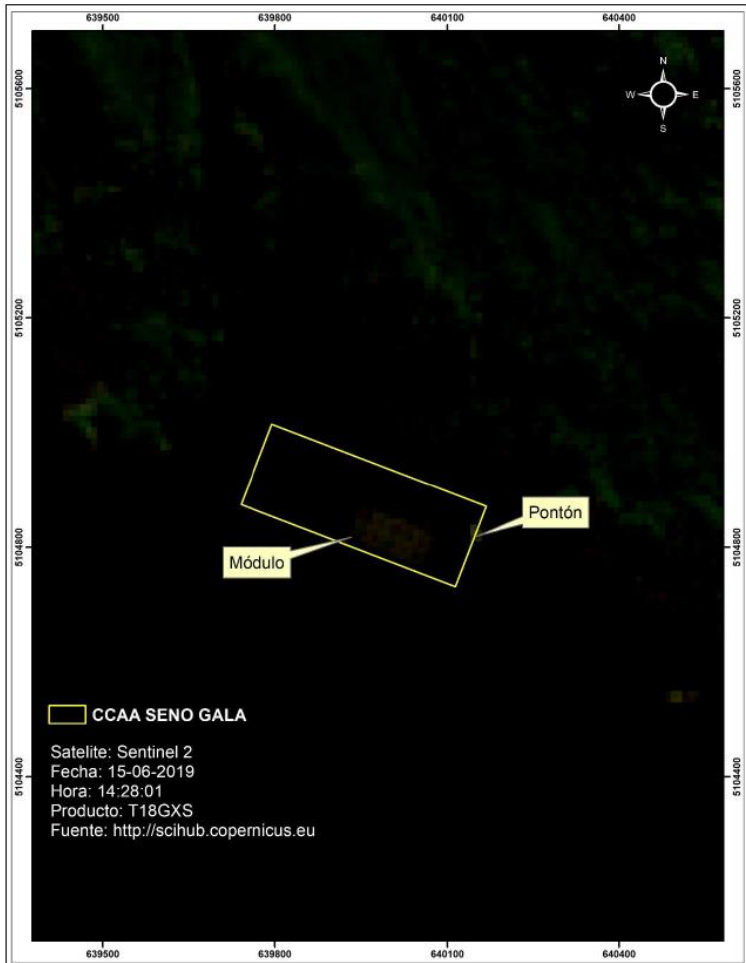 639500 639800 640100 640400
N
W E
S
5105600 5105600
5105200 5105200
Pontón
5104800 5104800
Módulo
CCAA SENO GALA
Satelite: Sentinel 2
Fecha: 15-06-2019
5104400 5104400
Hora: 14:28:01
Producto: T18GXS
Fuente: http://scihub.copernicus.eu
639500 639800 640100 640400